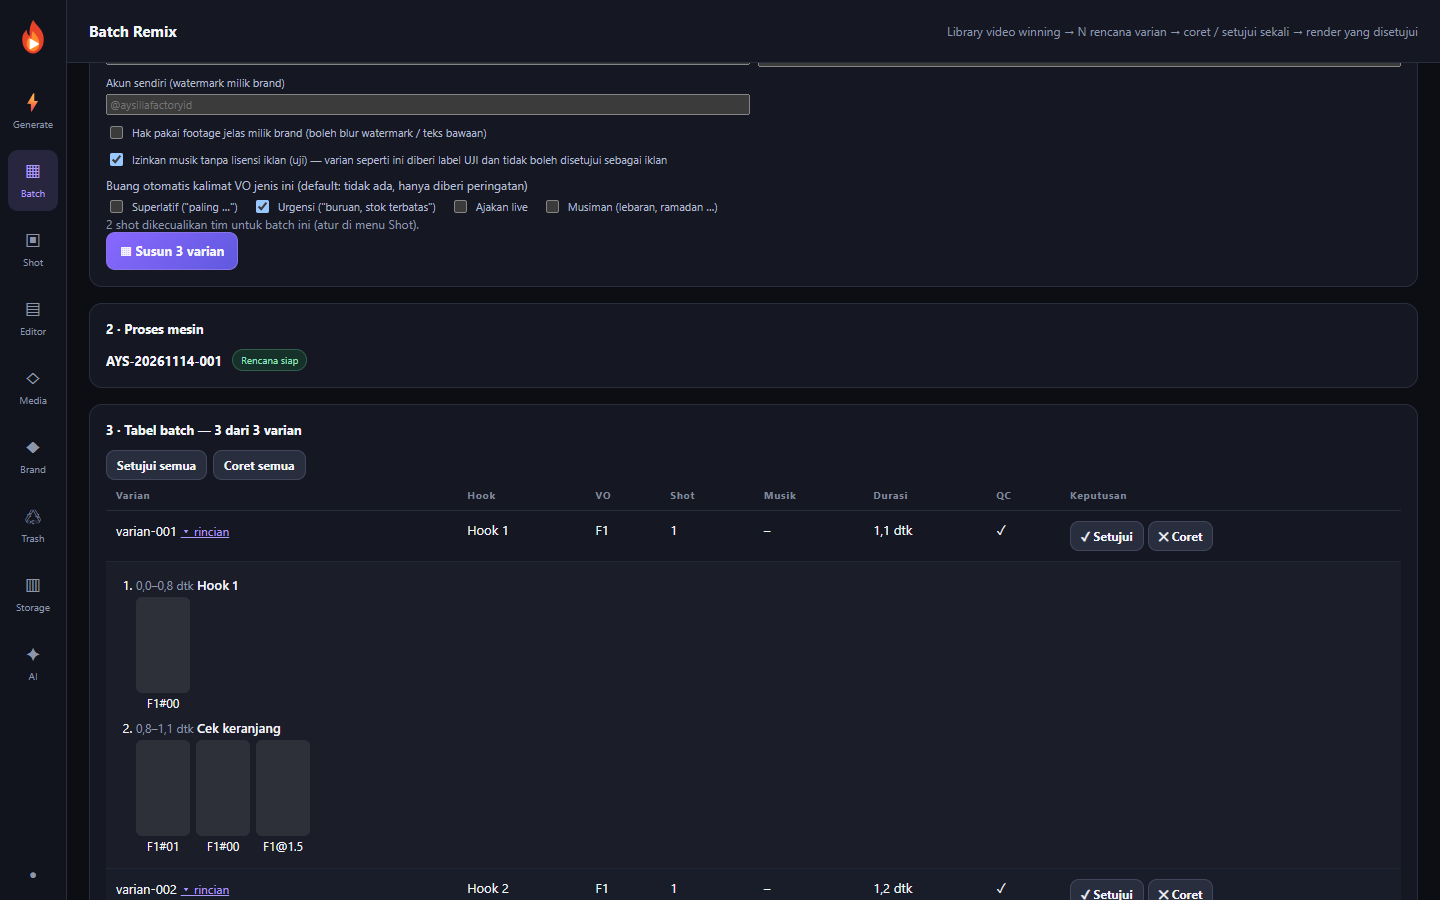 Batch Remix
Library video winning → N rencana varian → coret / setujui sekali → render yang disetujui
Generate
Batch
Shot
Editor
Media
Brand
Trash
Storage
AI
Akun sendiri (watermark milik brand)
@aysillafactoryid
Hak pakai footage jelas milik brand (boleh blur watermark / teks bawaan)
Izinkan musik tanpa lisensi iklan (uji) — varian seperti ini diberi label UJI dan tidak boleh disetujui sebagai iklan
Buang otomatis kalimat VO jenis ini (default: tidak ada, hanya diberi peringatan)
Superlatif ("paling ...") Urgensi ("buruan, stok terbatas") Ajakan live Musiman (lebaran, ramadan ...)
2 shot dikecualikan tim untuk batch ini (atur di menu Shot).
Susun 3 varian
2 · Proses mesin
AYS-20261114-001 Rencana siap
3 · Tabel batch — 3 dari 3 varian
Setujui semua Coret semua
Varian Hook VO Shot Musik Durasi QC Keputusan
varian-001 ▾ rincian Hook 1 F1 1 – 1,1 dtk ✓ ✓ Setujui ✕ Coret
1. 0,0–0,8 dtk Hook 1
F1#00
2. 0,8–1,1 dtk Cek keranjang
F1#01 F1#00 F1@1.5
varian-002 ▾ rincian Hook 2 F1 1 – 1,2 dtk ✓ ✓ Setujui ✕ Coret